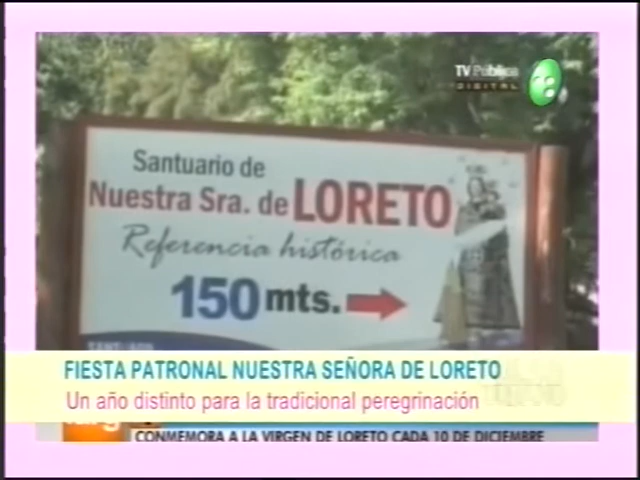 TV Pública
DIGITAL
Santuario de
Nuestra Sra. de LORETO
Referencia histórica
150 mts.
SANTIAGO
FIESTA PATRONAL NUESTRA SEÑORA DE LORETO
Un año distinto para la tradicional peregrinación
CONMEMORA A LA VIRGEN DE LORETO CADA 10 DE DICIEMBRE